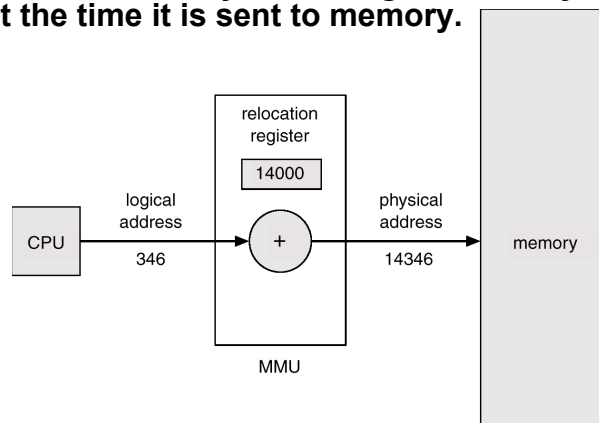 t the time it is sent to memory.
relocation
register
14000
logical
address
physical
address
CPU
+
memory
346
14346
MMU